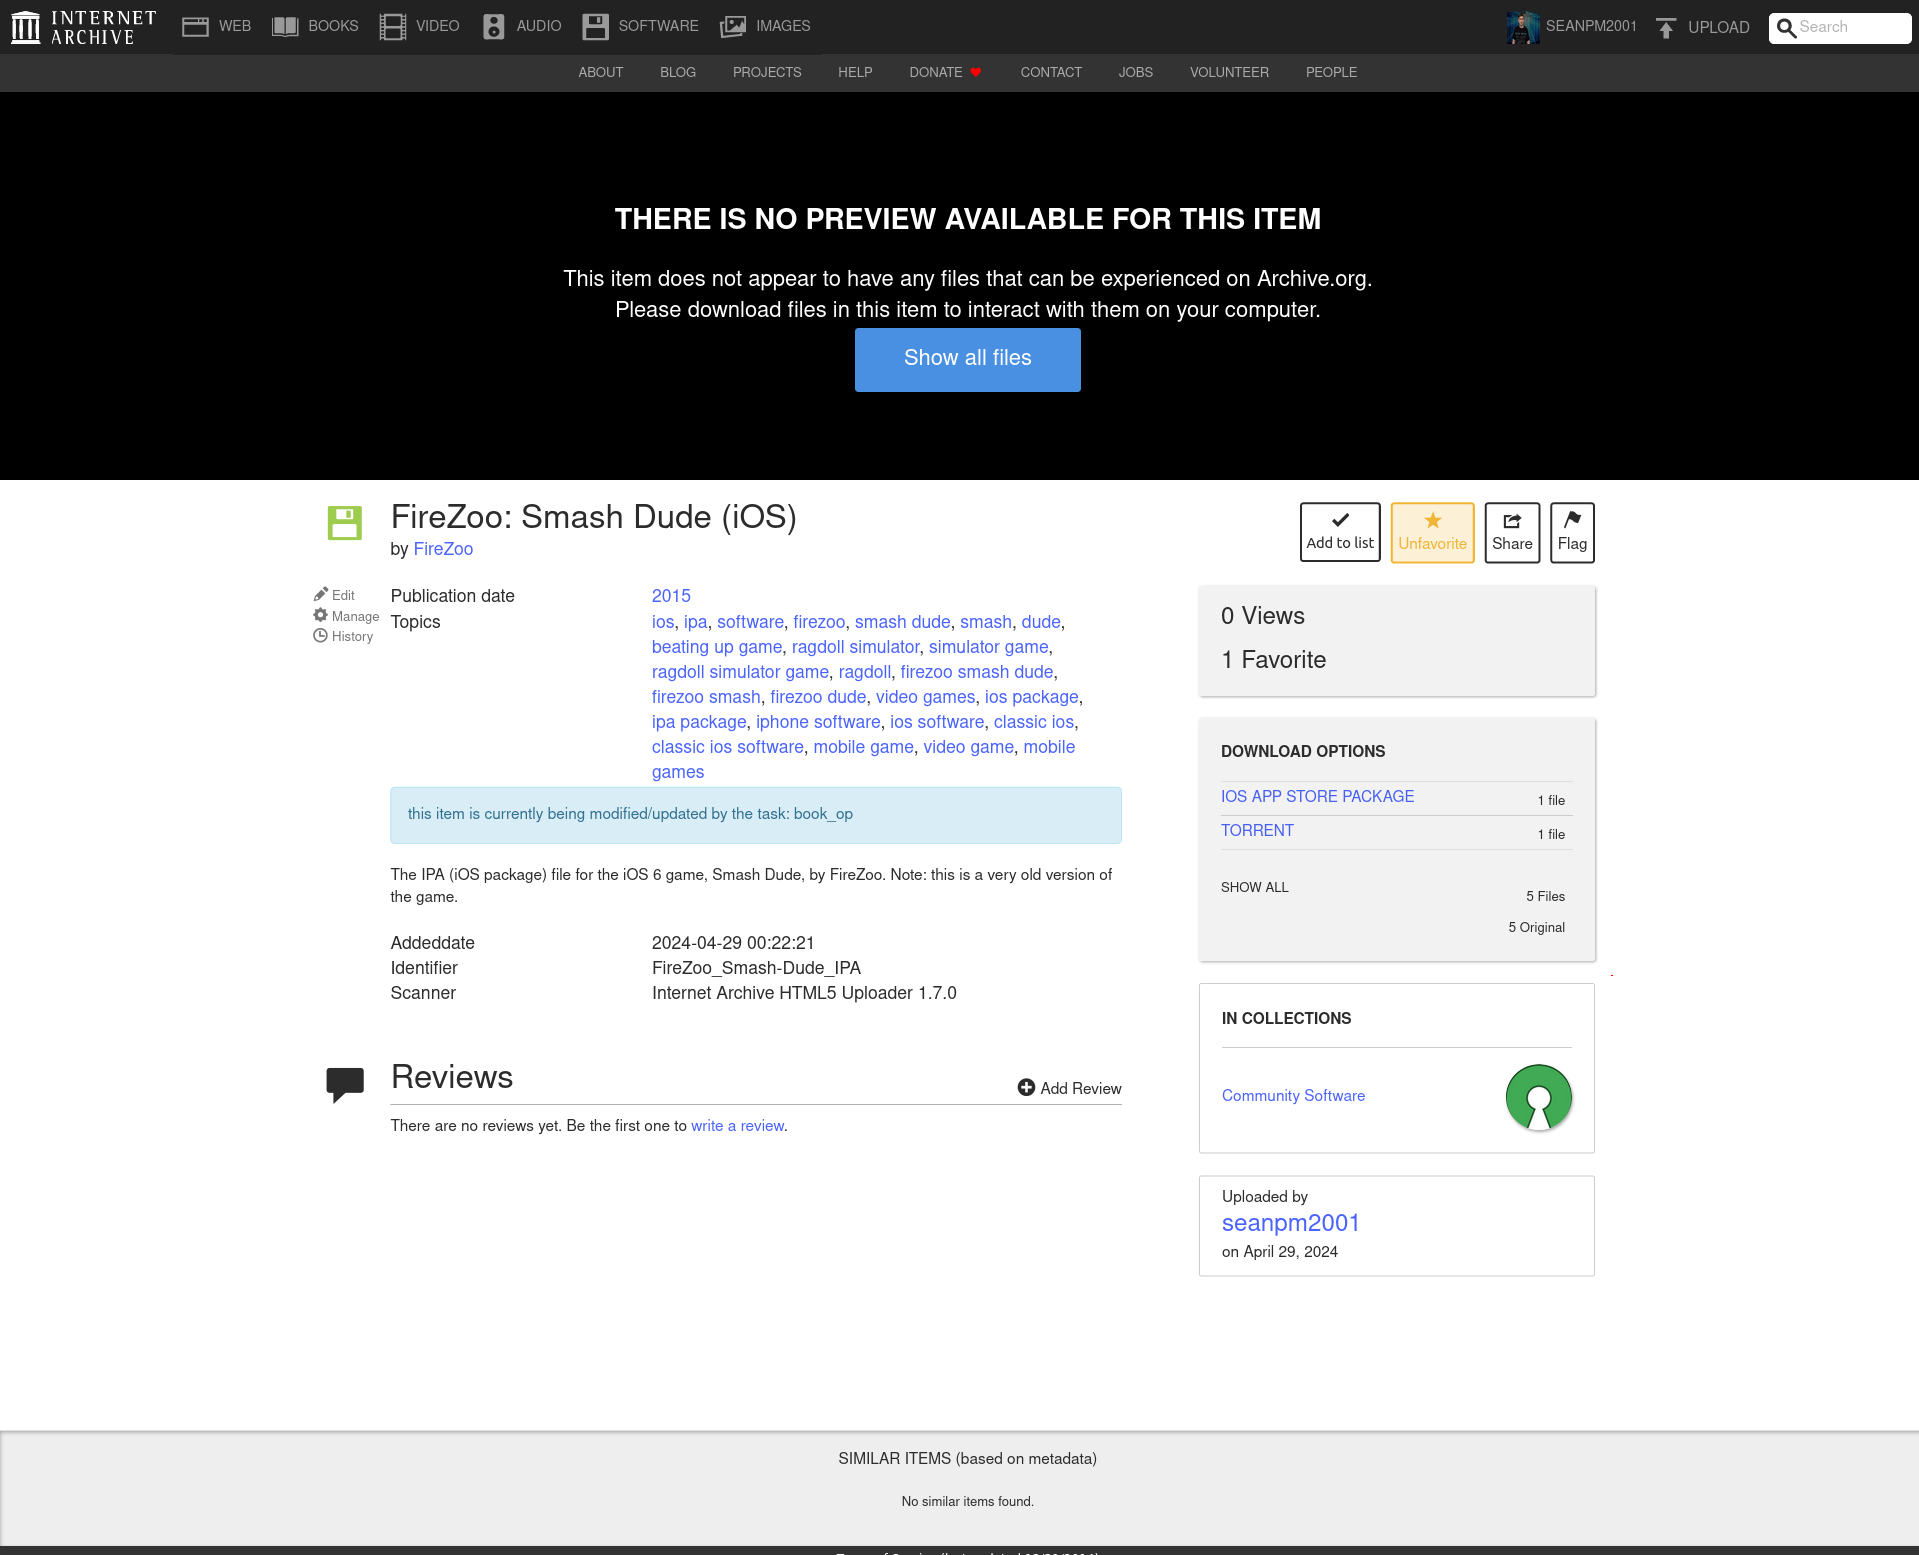 INTERNET ARCHIVE
WEB BOOKS VIDEO AUDIO SOFTWARE IMAGES SEANPM2001 UPLOAD Search
ABOUT BLOG PROJECTS HELP DONATE CONTACT JOBS VOLUNTEER PEOPLE
THERE IS NO PREVIEW AVAILABLE FOR THIS ITEM
This item does not appear to have any files that can be experienced on Archive.org.
Please download files in this item to interact with them on your computer.
Show all files
FireZoo: Smash Dude (iOS)
by FireZoo
Add to list
Unfavorite
Share
Flag
Edit
Manage
History
Publication date 2015
Topics ios, ipa, software, firezoo, smash dude, smash, dude,
beating up game, ragdoll simulator, simulator game,
ragdoll simulator game, ragdoll, firezoo smash dude,
firezoo smash, firezoo dude, video games, ios package,
ipa package, iphone software, ios software, classic ios,
classic ios software, mobile game, video game, mobile
games
this item is currently being modified/updated by the task: book_op
The IPA (iOS package) file for the iOS 6 game, Smash Dude, by FireZoo. Note: this is a very old version of
the game.
Addeddate 2024-04-29 00:22:21
Identifier FireZoo_Smash-Dude_IPA
Scanner Internet Archive HTML5 Uploader 1.7.0
Reviews
Add Review
There are no reviews yet. Be the first one to write a review.
0 Views
1 Favorite
DOWNLOAD OPTIONS
IOS APP STORE PACKAGE 1 file
TORRENT 1 file
SHOW ALL 5 Files
5 Original
IN COLLECTIONS
Community Software
Uploaded by
seanpm2001
on April 29, 2024
SIMILAR ITEMS (based on metadata)
No similar items found.